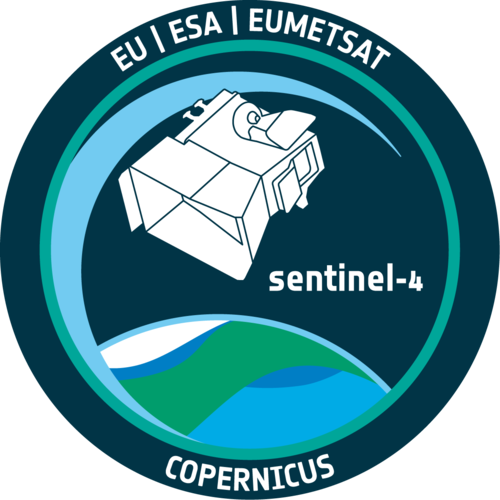 EU | ESA | EUMETSAT
sentinel-4
COPERNICUS